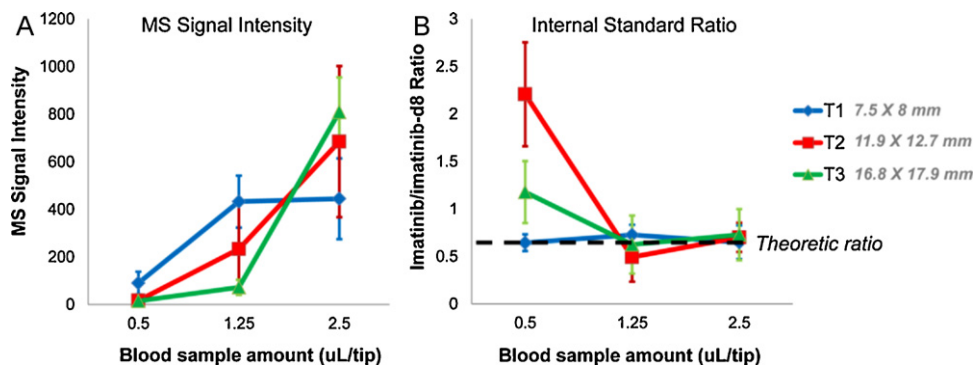 A
MS Signal Intensity
MS Signal Intensity
1200
1000
800
600
400
200
0
0.5
1.25
2.5
Blood sample amount (uL/tip)
B
Internal Standard Ratio
Imatinib/imatinib-d8 Ratio
3
2.5
2
1.5
1
0.5
0
0.5
1.25
2.5
Blood sample amount (uL/tip)
Theoretic ratio
T1 7.5 X 8 mm
T2 11.9 X 12.7 mm
T3 16.8 X 17.9 mm